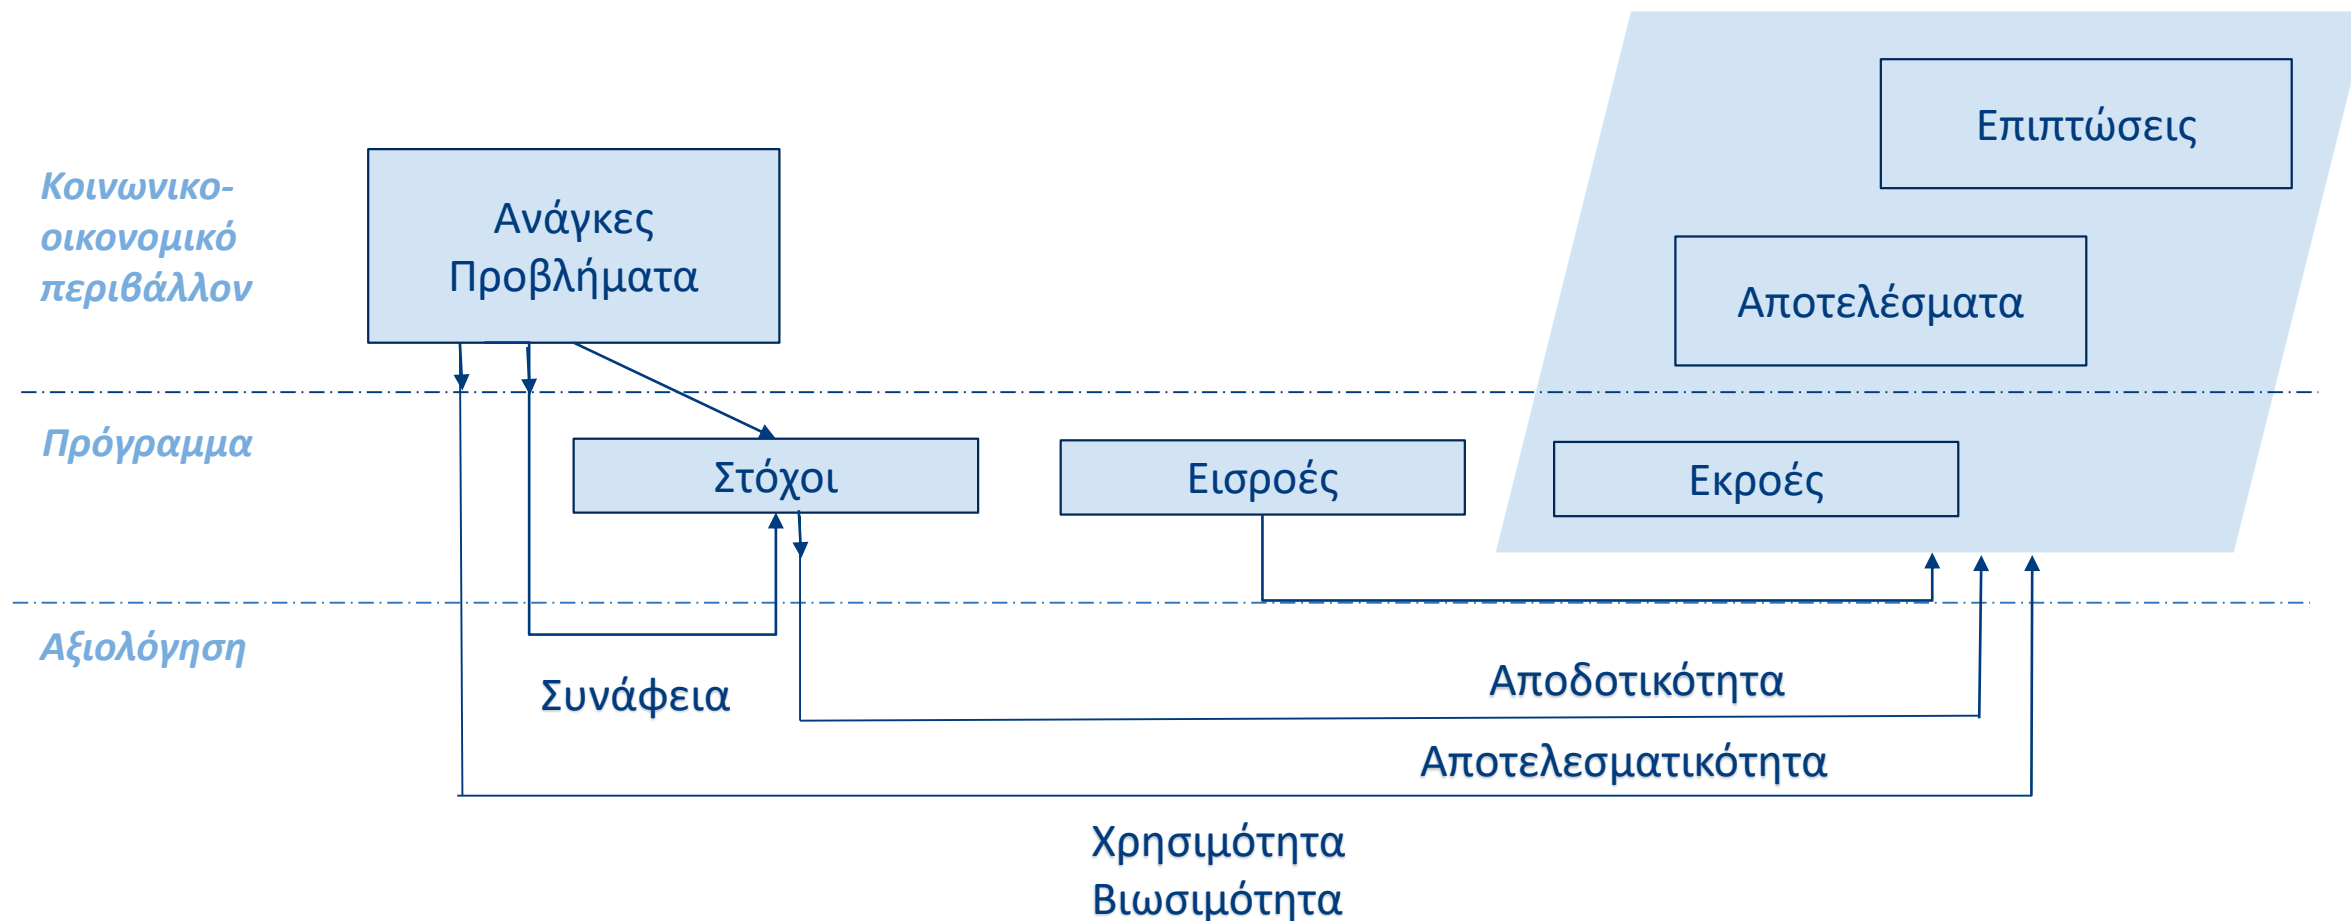 Επιπτώσεις
Κοινωνικο-
οικονομικό
περιβάλλον
Ανάγκες
Προβλήματα
Αποτελέσματα
Πρόγραμμα
Στόχοι
Εισροές
Εκροές
Αξιολόγηση
Συνάφεια
Αποδοτικότητα
Αποτελεσματικότητα
Χρησιμότητα
Βιωσιμότητα